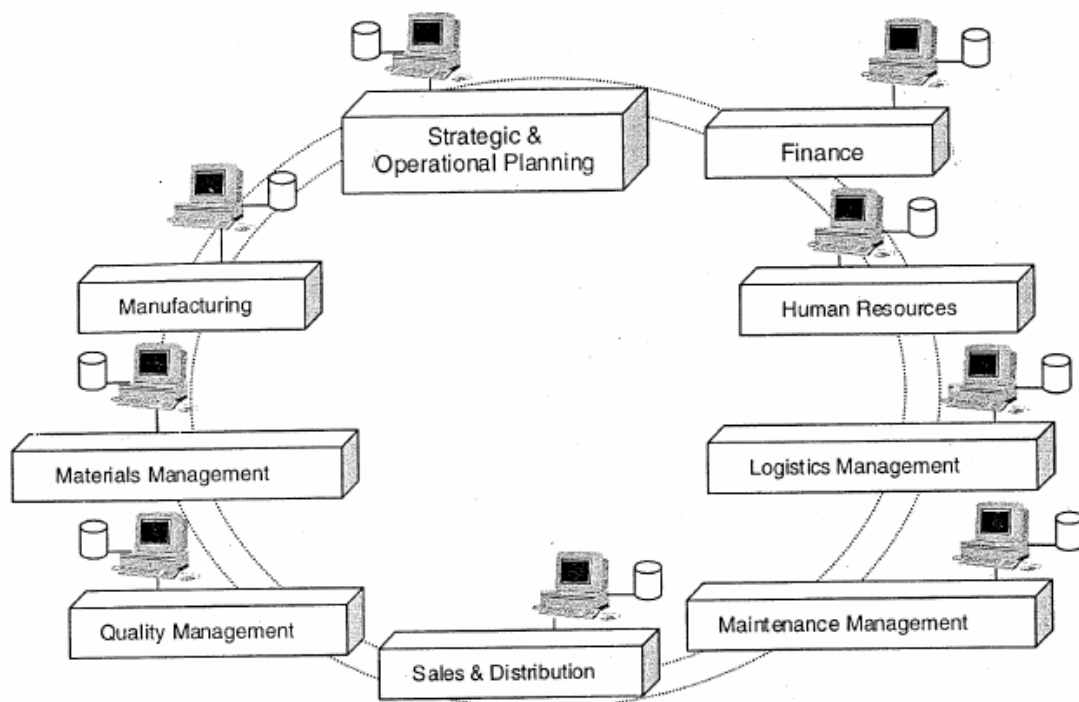 Strategic &
Operational Planning
Finance
Manufacturing
Human Resources
Materials Management
Logistics Management
Quality Management
Maintenance Management
Sales & Distribution